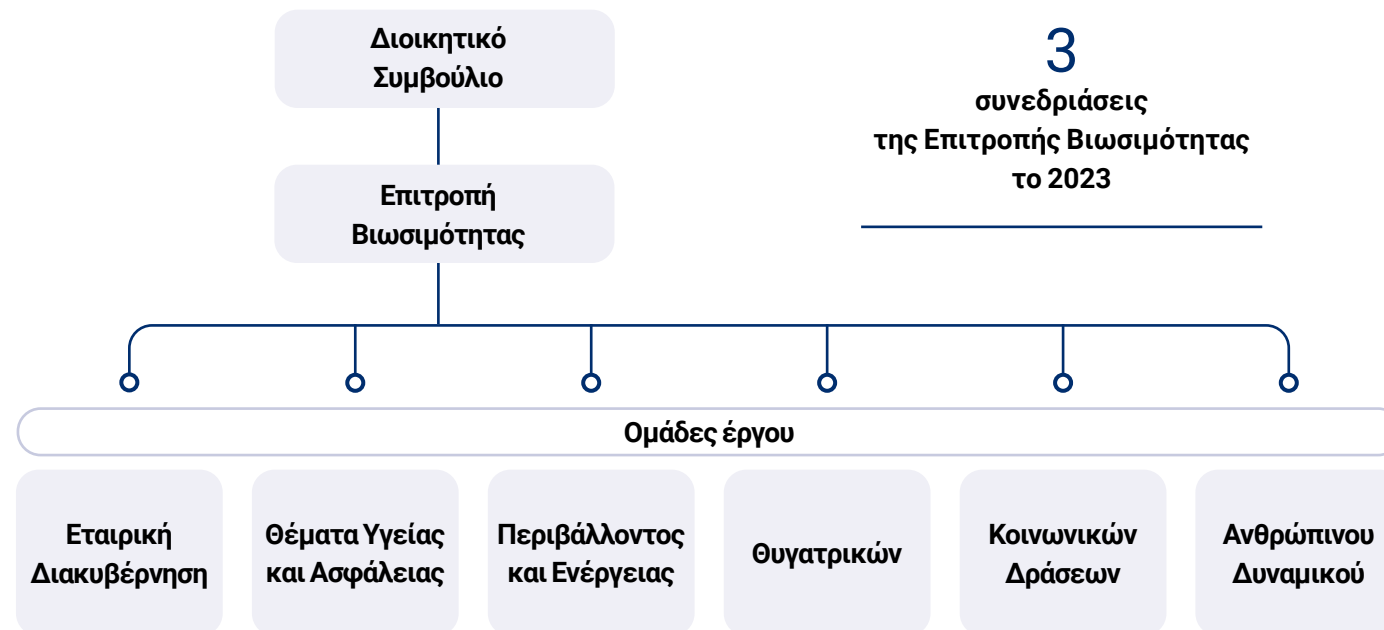 Διοικητικό
Συμβούλιο
3
συνεδριάσεις
της Επιτροπής Βιωσιμότητας
το 2023
Επιτροπή
Βιωσιμότητας
Ομάδες έργου
Εταιρική
Διακυβέρνηση
Θέματα Υγείας
και Ασφάλειας
Περιβάλλοντος
και Ενέργειας
Θυγατρικών
Κοινωνικών
Δράσεων
Ανθρώπινου
Δυναμικού